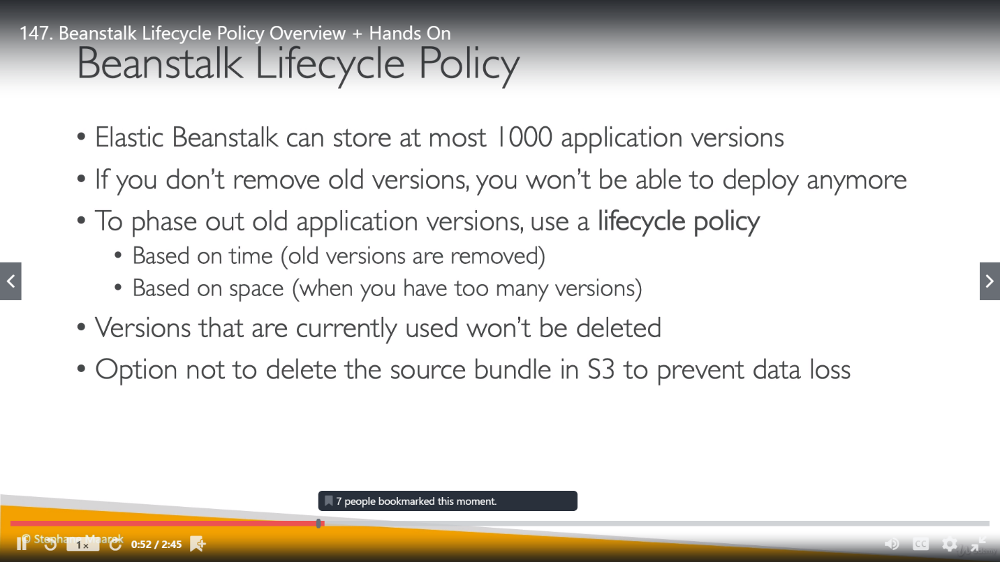 147. Beanstalk Lifecycle Policy Overview + Hands On
Beanstalk Lifecycle Policy
• Elastic Beanstalk can store at most 1000 application versions
• If you don't remove old versions, you won't be able to deploy anymore
• To phase out old application versions, use a lifecycle policy
• Based on time (old versions are removed)
• Based on space (when you have too many versions)
• Versions that are currently used won't be deleted
• Option not to delete the source bundle in S3 to prevent data loss
7 people bookmarked this moment.
© Stephane Maarek
1x
0:52 / 2:45
CC
Udemy